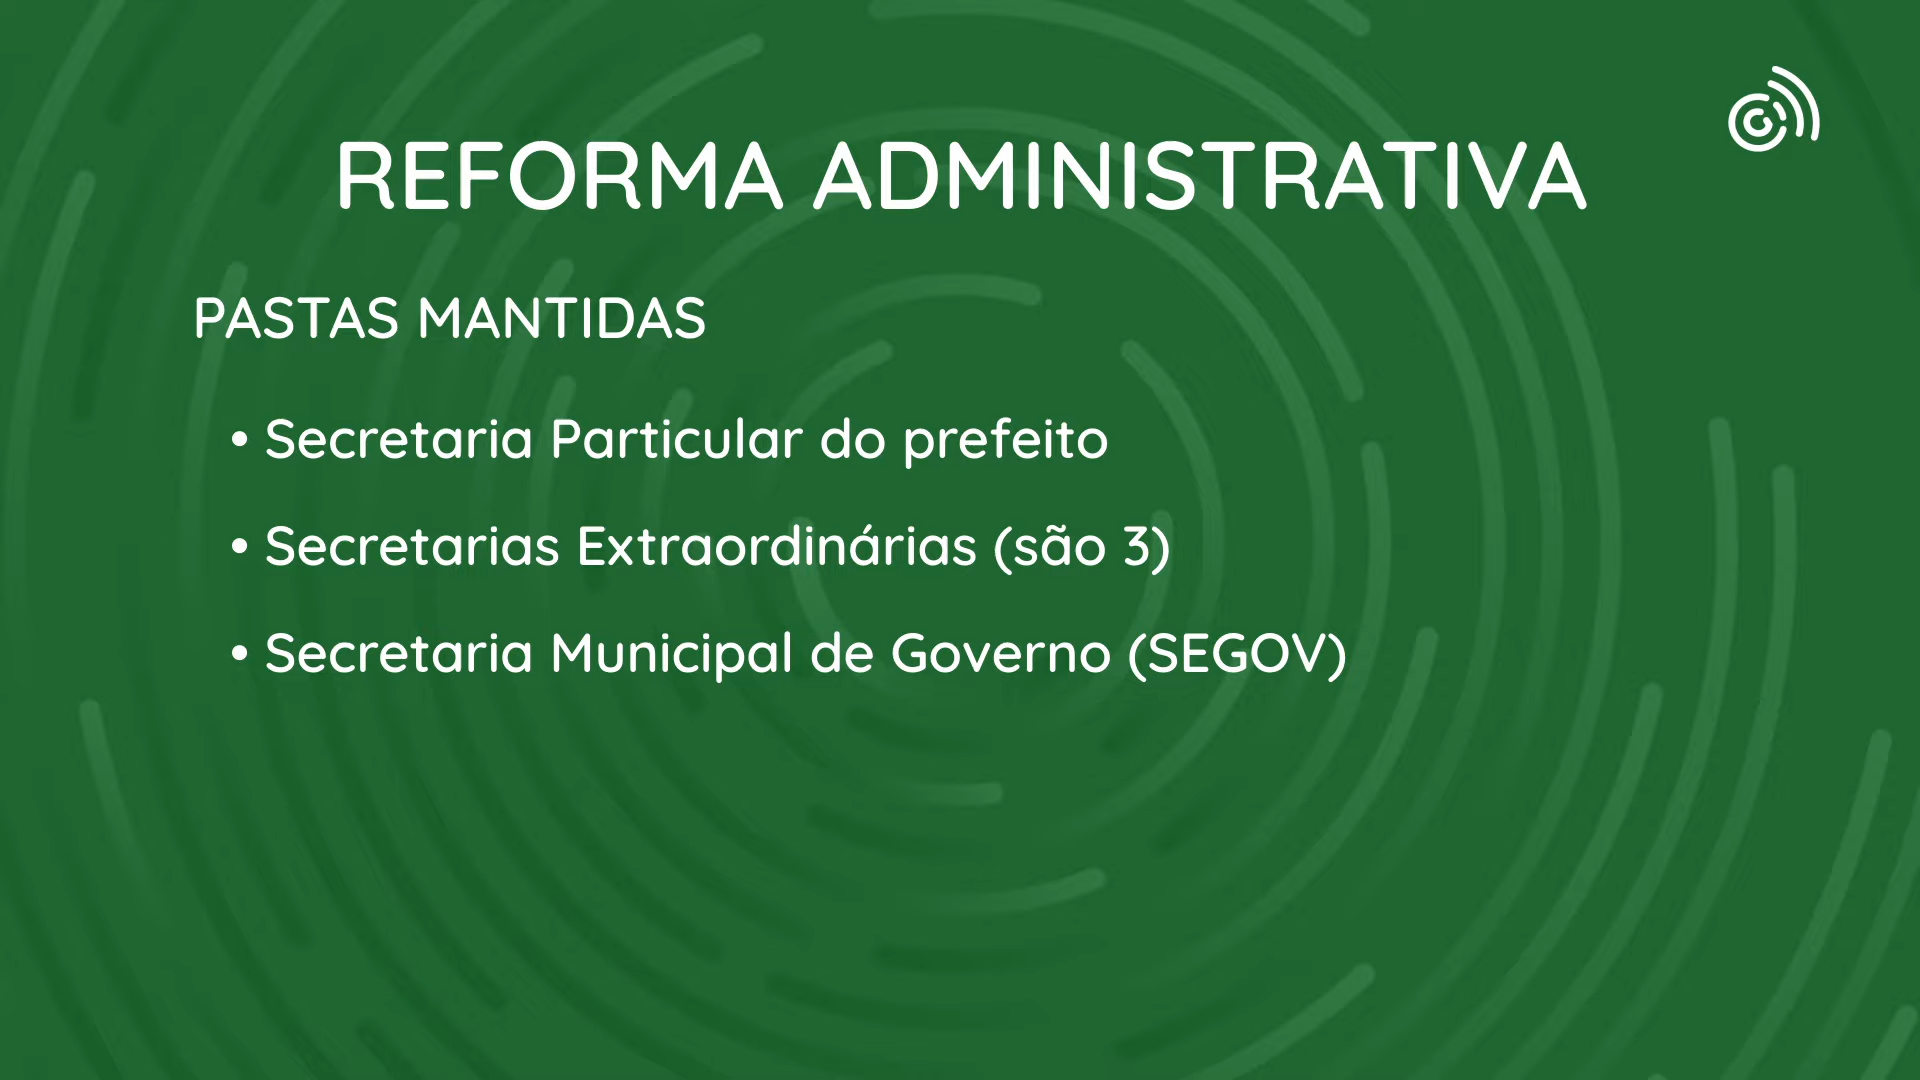 REFORMA ADMINISTRATIVA
PASTAS MANTIDAS
• Secretaria Particular do prefeito
• Secretarias Extraordinárias (são 3)
• Secretaria Municipal de Governo (SEGOV)